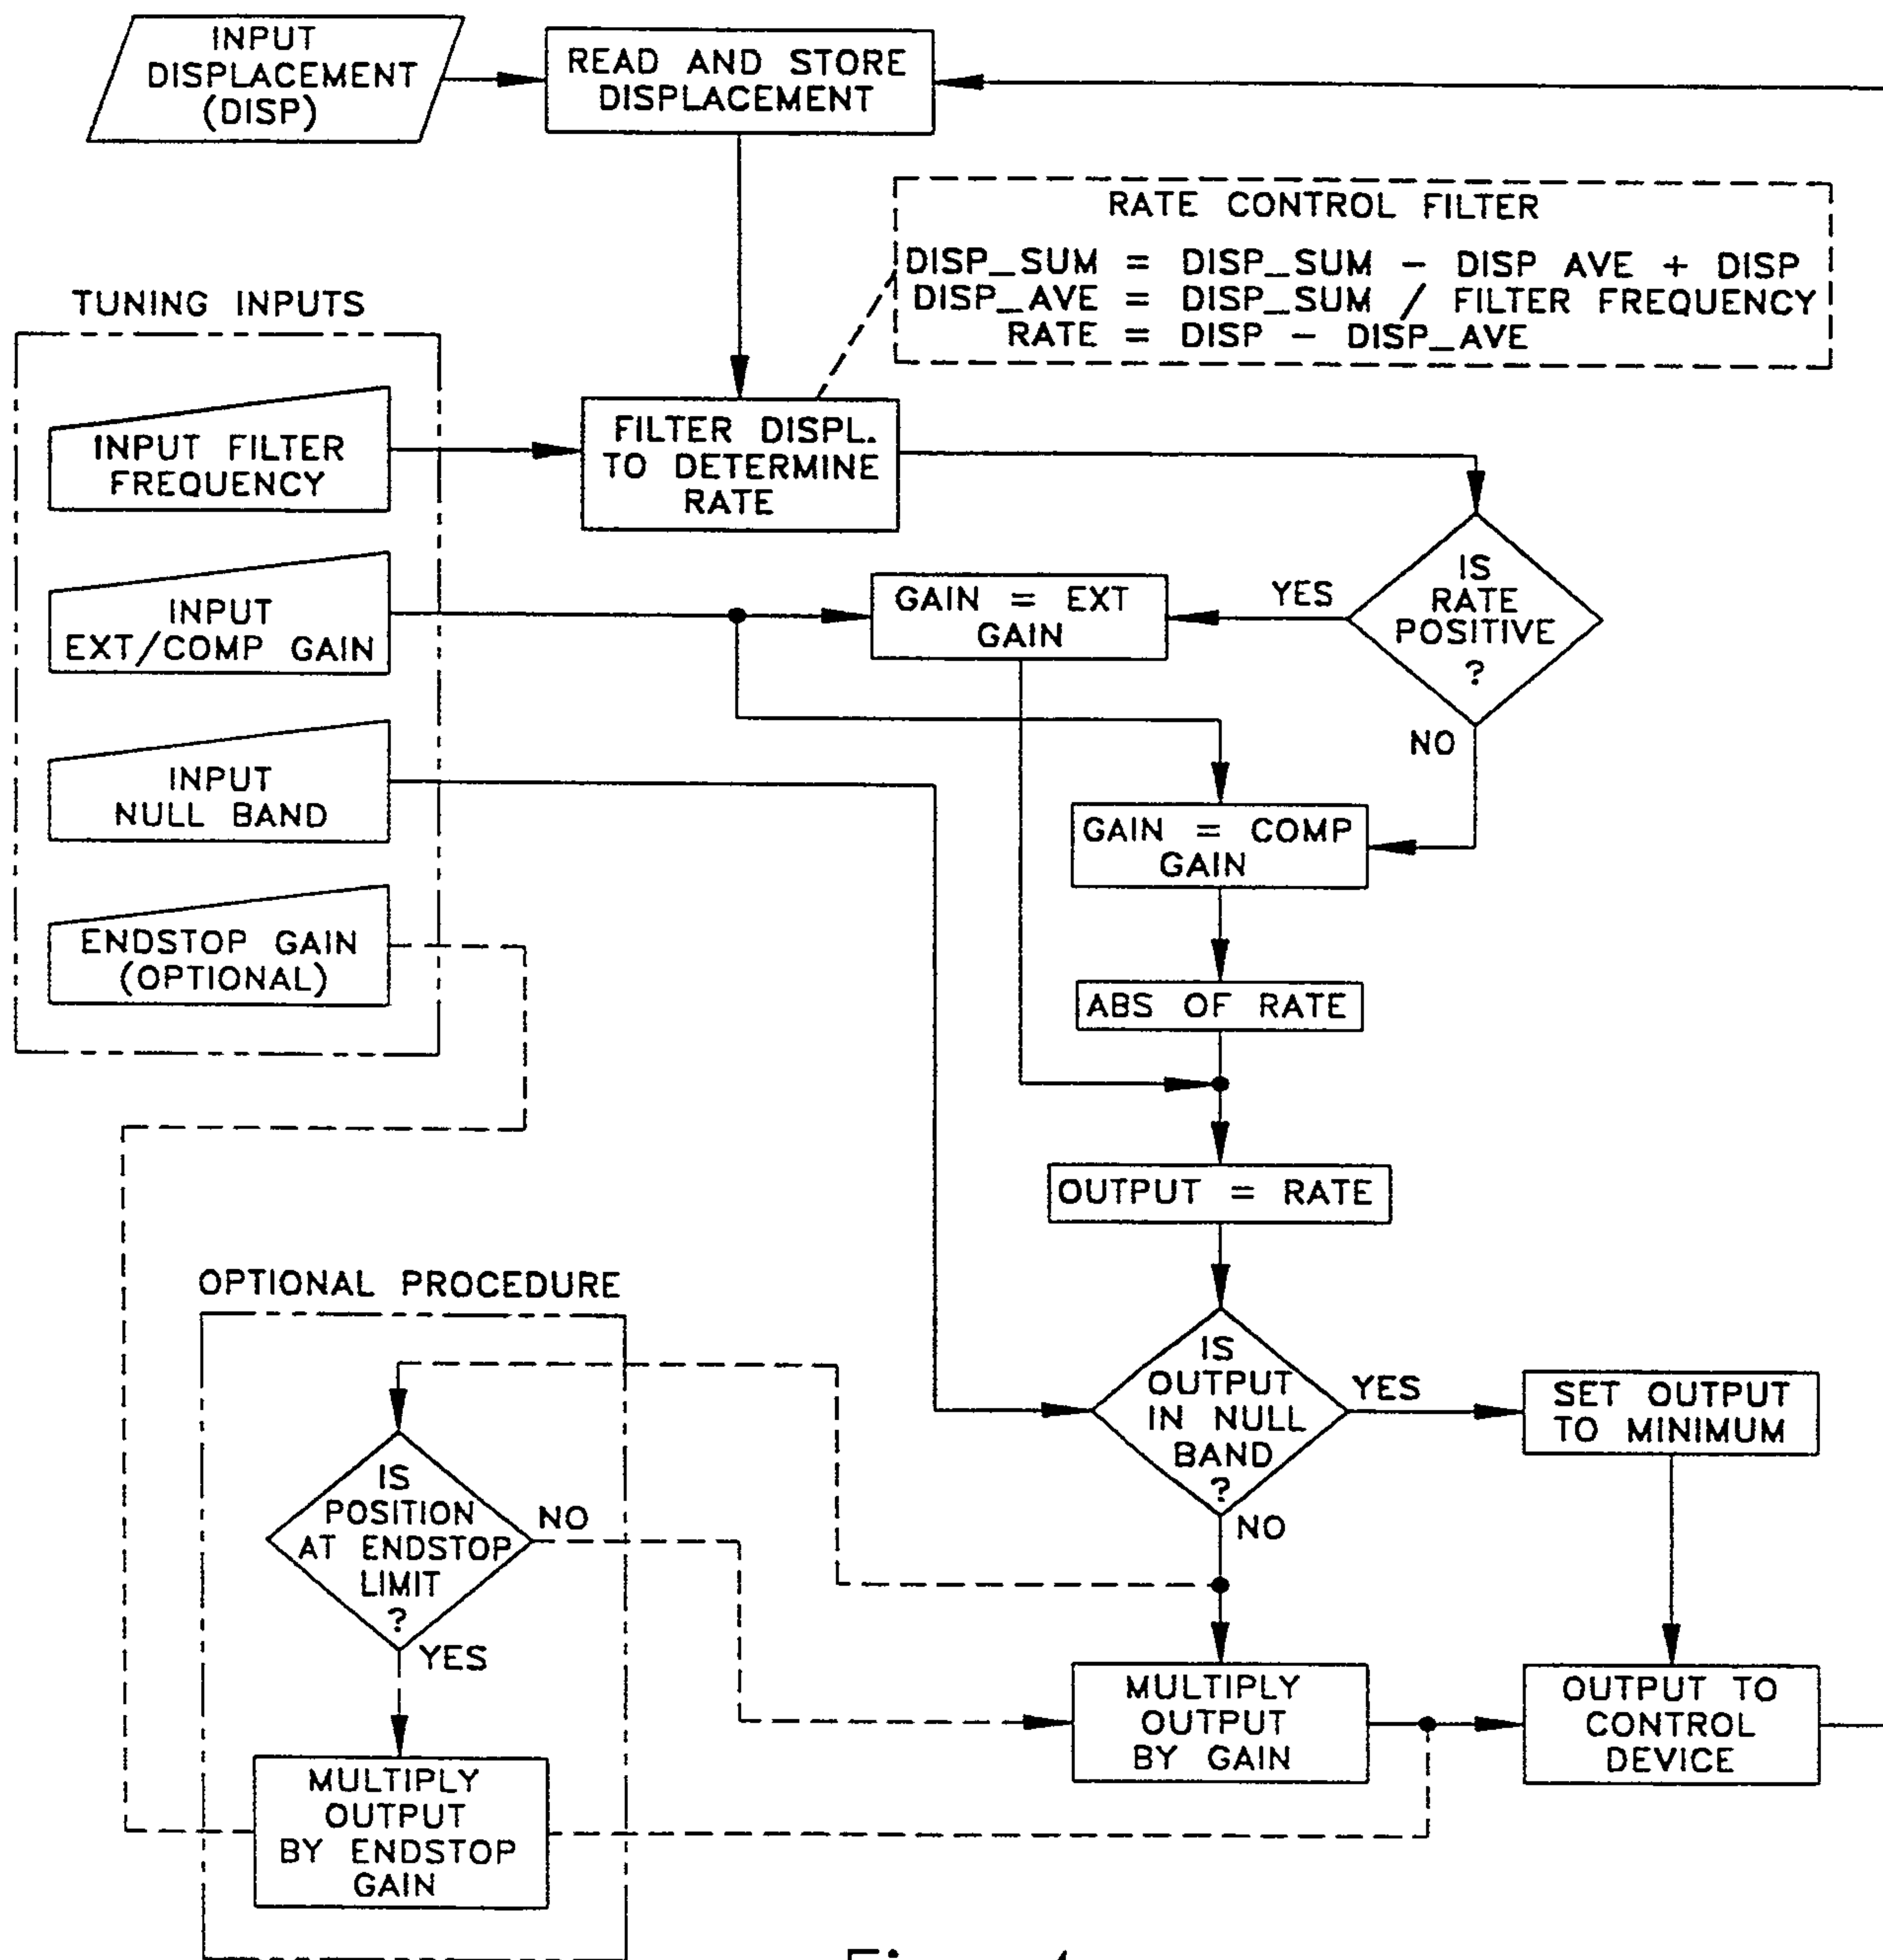 INPUT
DISPLACEMENT
(DISP)
READ AND STORE
DISPLACEMENT
RATE CONTROL FILTER
DISP_SUM = DISP_SUM - DISP AVE + DISP
DISP_AVE = DISP_SUM / FILTER FREQUENCY
RATE = DISP - DISP_AVE
TUNING INPUTS
INPUT FILTER
FREQUENCY
FILTER DISPL.
TO DETERMINE
RATE
INPUT
EXT/COMP GAIN
GAIN = EXT
GAIN
YES
IS
RATE
POSITIVE
?
NO
INPUT
NULL BAND
GAIN = COMP
GAIN
ENDSTOP GAIN
(OPTIONAL)
ABS OF RATE
OUTPUT = RATE
OPTIONAL PROCEDURE
IS
OUTPUT
IN NULL
BAND
?
YES
NO
SET OUTPUT
TO MINIMUM
IS
POSITION
AT ENDSTOP
LIMIT
?
NO
YES
MULTIPLY
OUTPUT
BY GAIN
OUTPUT TO
CONTROL
DEVICE
MULTIPLY
OUTPUT
BY ENDSTOP
GAIN